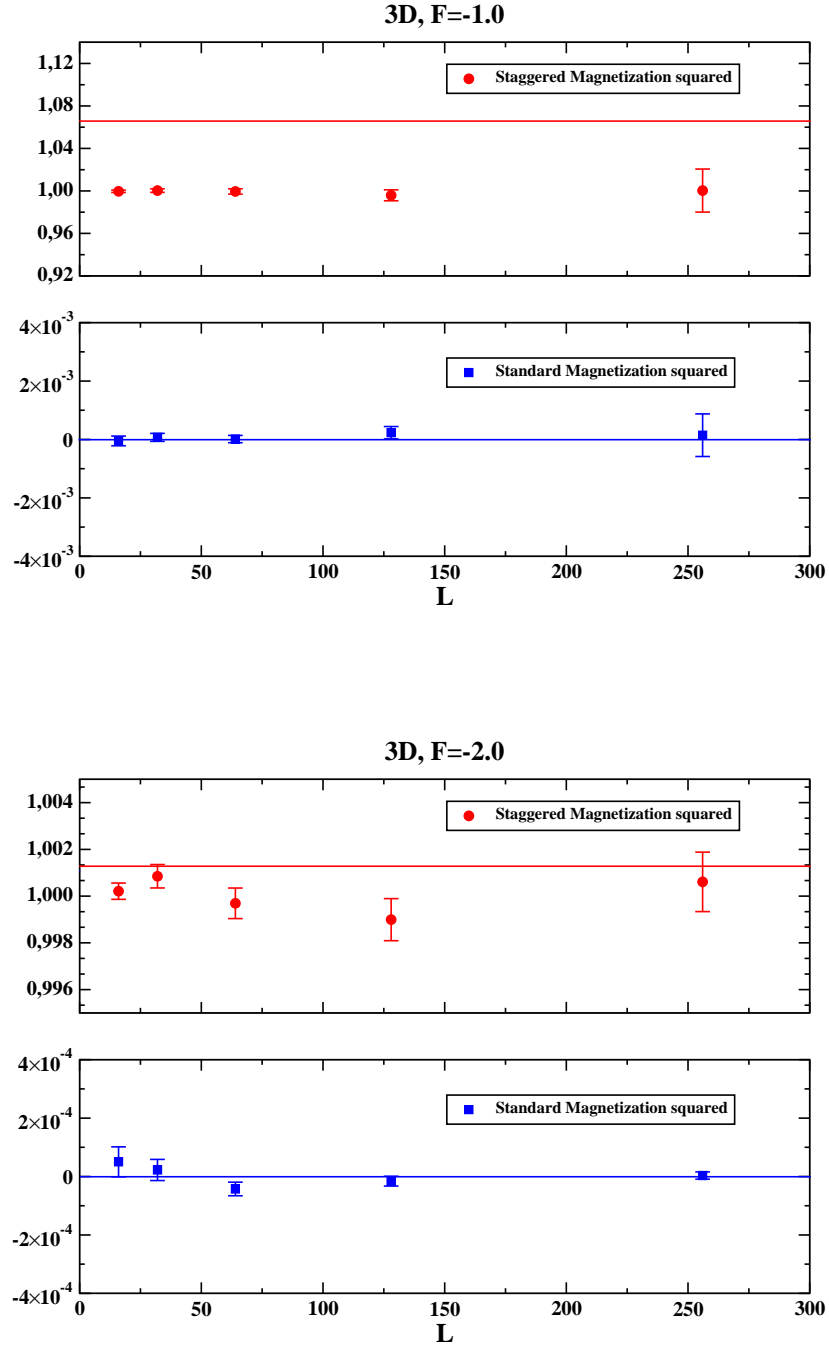 3D, F=-1.0
1,12
1,08
1,04
1,00
0,96
0,92
Staggered Magnetization squared
4×10⁻³
2×10⁻³
0
-2×10⁻³
-4×10⁻³
Standard Magnetization squared
0 50 100 150 200 250 300
L
3D, F=-2.0
1,004
1,002
1,000
0,998
0,996
Staggered Magnetization squared
4×10⁻⁴
2×10⁻⁴
0
-2×10⁻⁴
-4×10⁻⁴
Standard Magnetization squared
0 50 100 150 200 250 300
L